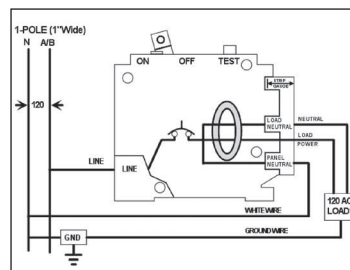 1-POLE (1"Wide)
N A/B
ON OFF TEST
STRIP GAUGE
120
LOAD NEUTRAL
NEUTRAL
LOAD POWER
PANEL NEUTRAL
LINE
LINE
WHITE WIRE
120 AC LOAD
GROUND WIRE
GND